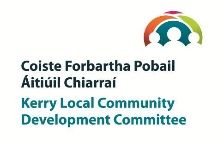 Coiste Forbartha Pobail
Áitiúil Chiarraí
Kerry Local Community
Development Committee